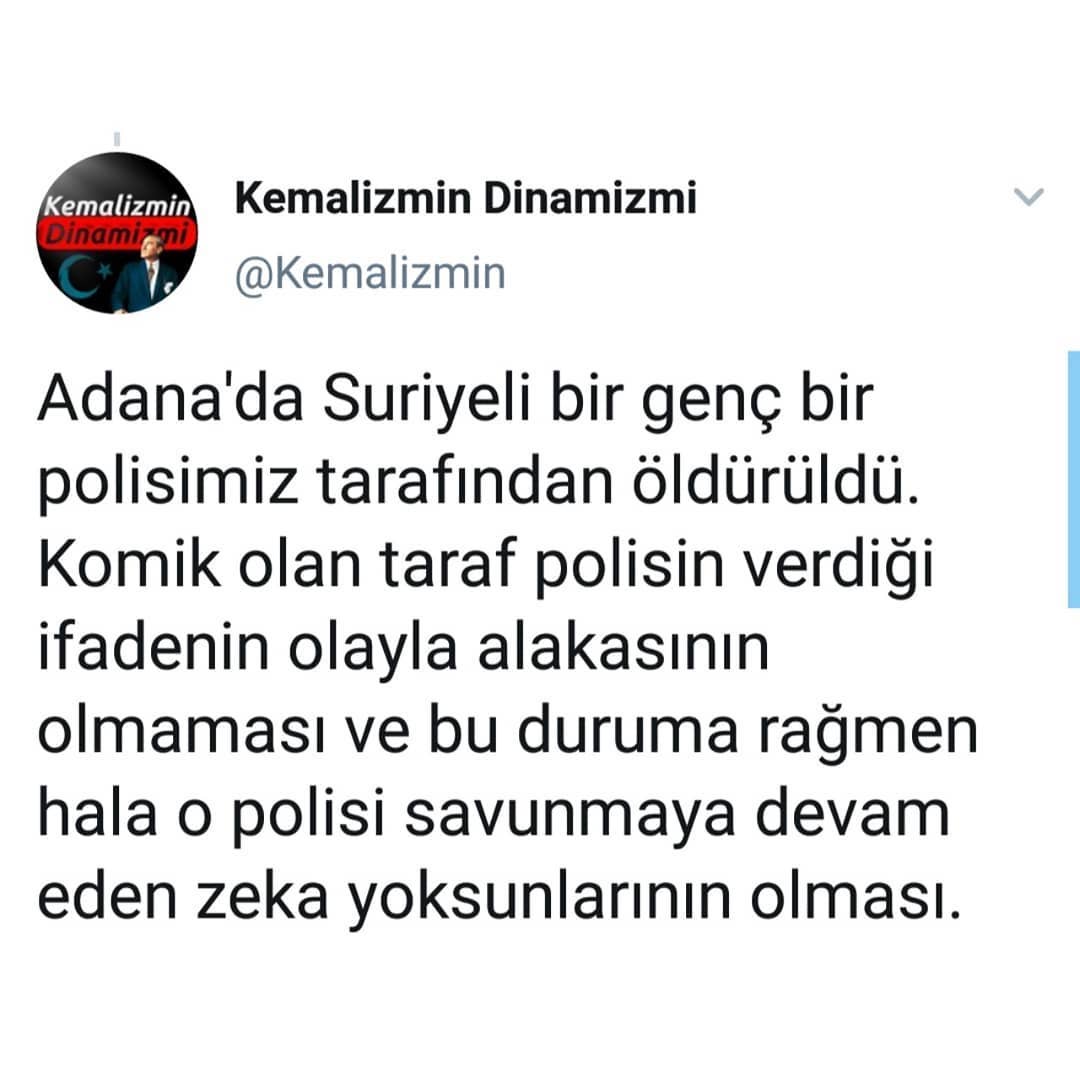 Kemalizmin
Dinamizmi
Kemalizmin Dinamizmi
@Kemalizmin
Adana'da Suriyeli bir genç bir
polisimiz tarafından öldürüldü.
Komik olan taraf polisin verdiği
ifadenin olayla alakasının
olmaması ve bu duruma rağmen
hala o polisi savunmaya devam
eden zeka yoksunlarının olması.